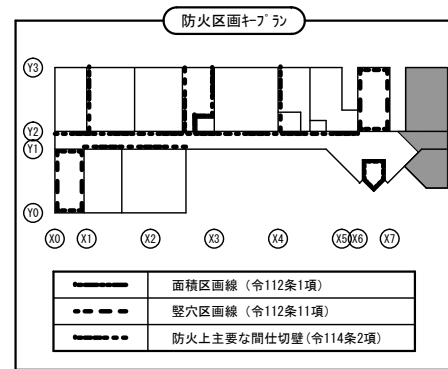 防火区画ｷｰﾌﾟﾗﾝ
Y3
Y2
Y1
Y0
X0 X1 X2 X3 X4 X5 X6 X7
面積区画線（令112条1項）
竪穴区画線（令112条11項）
防火上主要な間仕切壁(令114条2項)